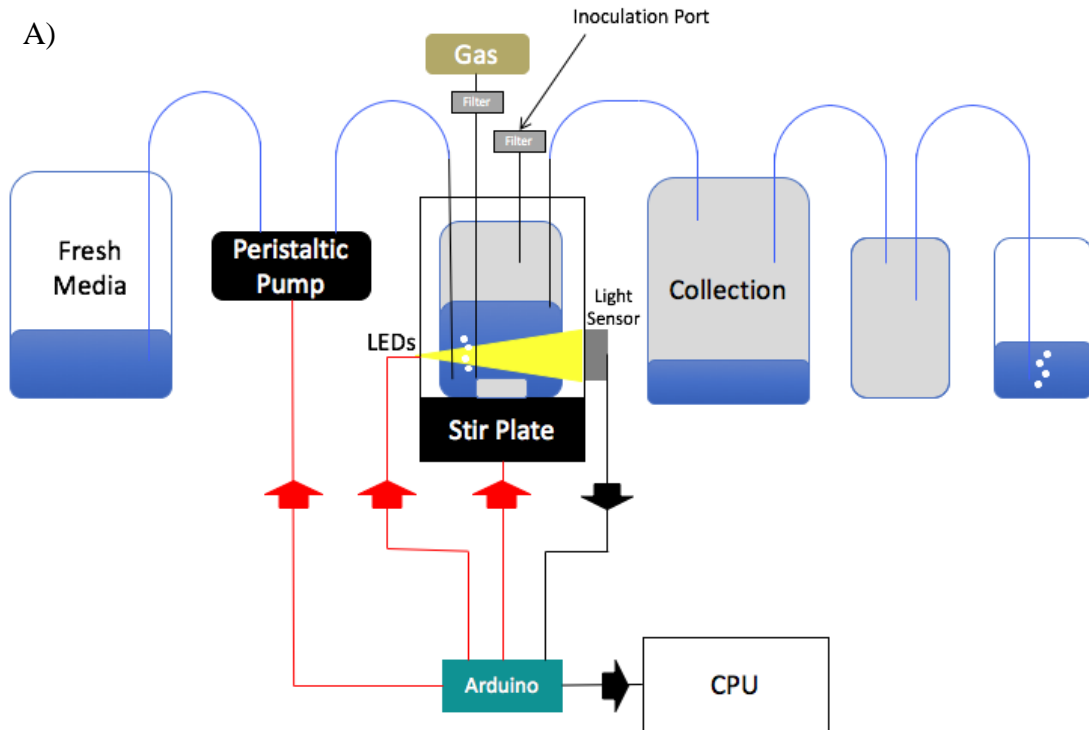 A)
Inoculation Port
Gas
Filter
Filter
Fresh
Media
Peristaltic
Pump
LEDs
Light
Sensor
Collection
Stir Plate
Arduino
CPU